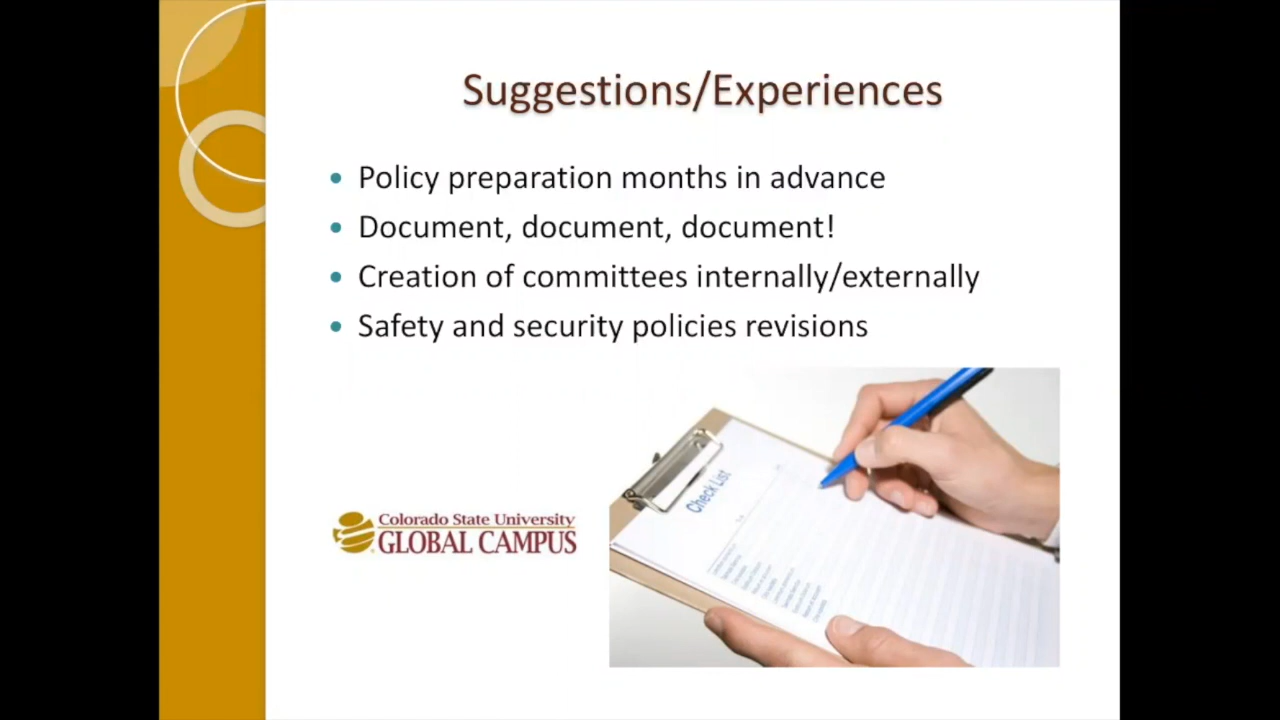 Suggestions/Experiences
• Policy preparation months in advance
• Document, document, document!
• Creation of committees internally/externally
• Safety and security policies revisions
Check List
Colorado State University
GLOBAL CAMPUS